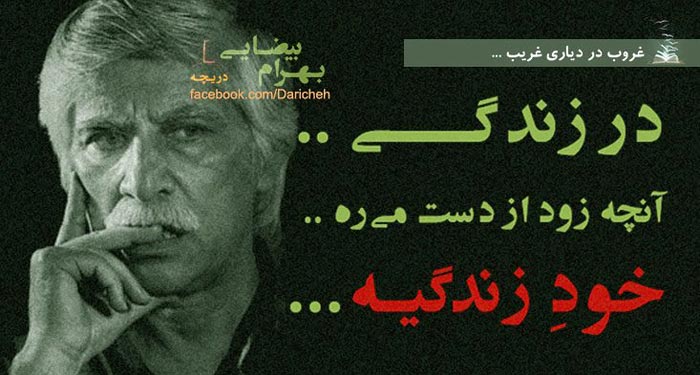 غروب در دیاری غریب ...
بهرام بیضایی
دریچه
facebook.com/Daricheh
در زندگی ..
آنچه زود از دست می‌ره ..
خودِ زندگیه ...